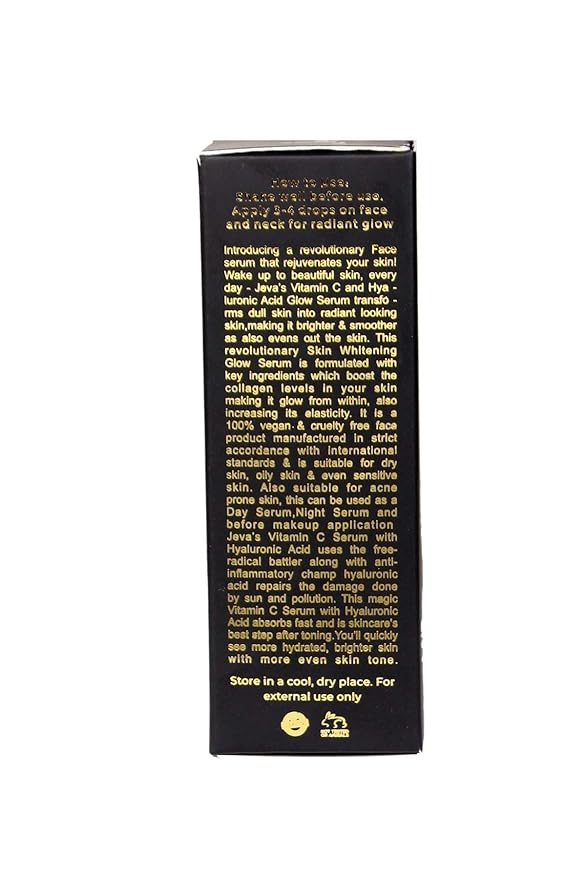 How to Use:
Shake well before use.
Apply 3-4 drops on face
and neck for radiant glow
Introducing a revolutionary Face
serum that rejuvenates your skin!
Wake up to beautiful skin, every
day - Jeva's Vitamin C and Hya -
luronic Acid Glow Serum transfo -
rms dull skin into radiant looking
skin,making it brighter & smoother
as also evens out the skin. This
revolutionary Skin Whitening
Glow Serum is formulated with
key ingredients which boost the
collagen levels in your skin
making it glow from within, also
increasing its elasticity. It is a
100% vegan & cruelty free face
product manufactured in strict
accordance with international
standards & is suitable for dry
skin, oily skin & even sensitive
skin. Also suitable for acne
prone skin, this can be used as a
Day Serum,Night Serum and
before makeup application
Jeva's Vitamin C Serum with
Hyaluronic Acid uses the free-
radical battler along with anti-
inflammatory champ hyaluronic
acid repairs the damage done
by sun and pollution. This magic
Vitamin C Serum with Hyaluronic
Acid absorbs fast and is skincare's
best step after toning.You'll quickly
see more hydrated, brighter skin
with more even skin tone.
Store in a cool, dry place. For
external use only